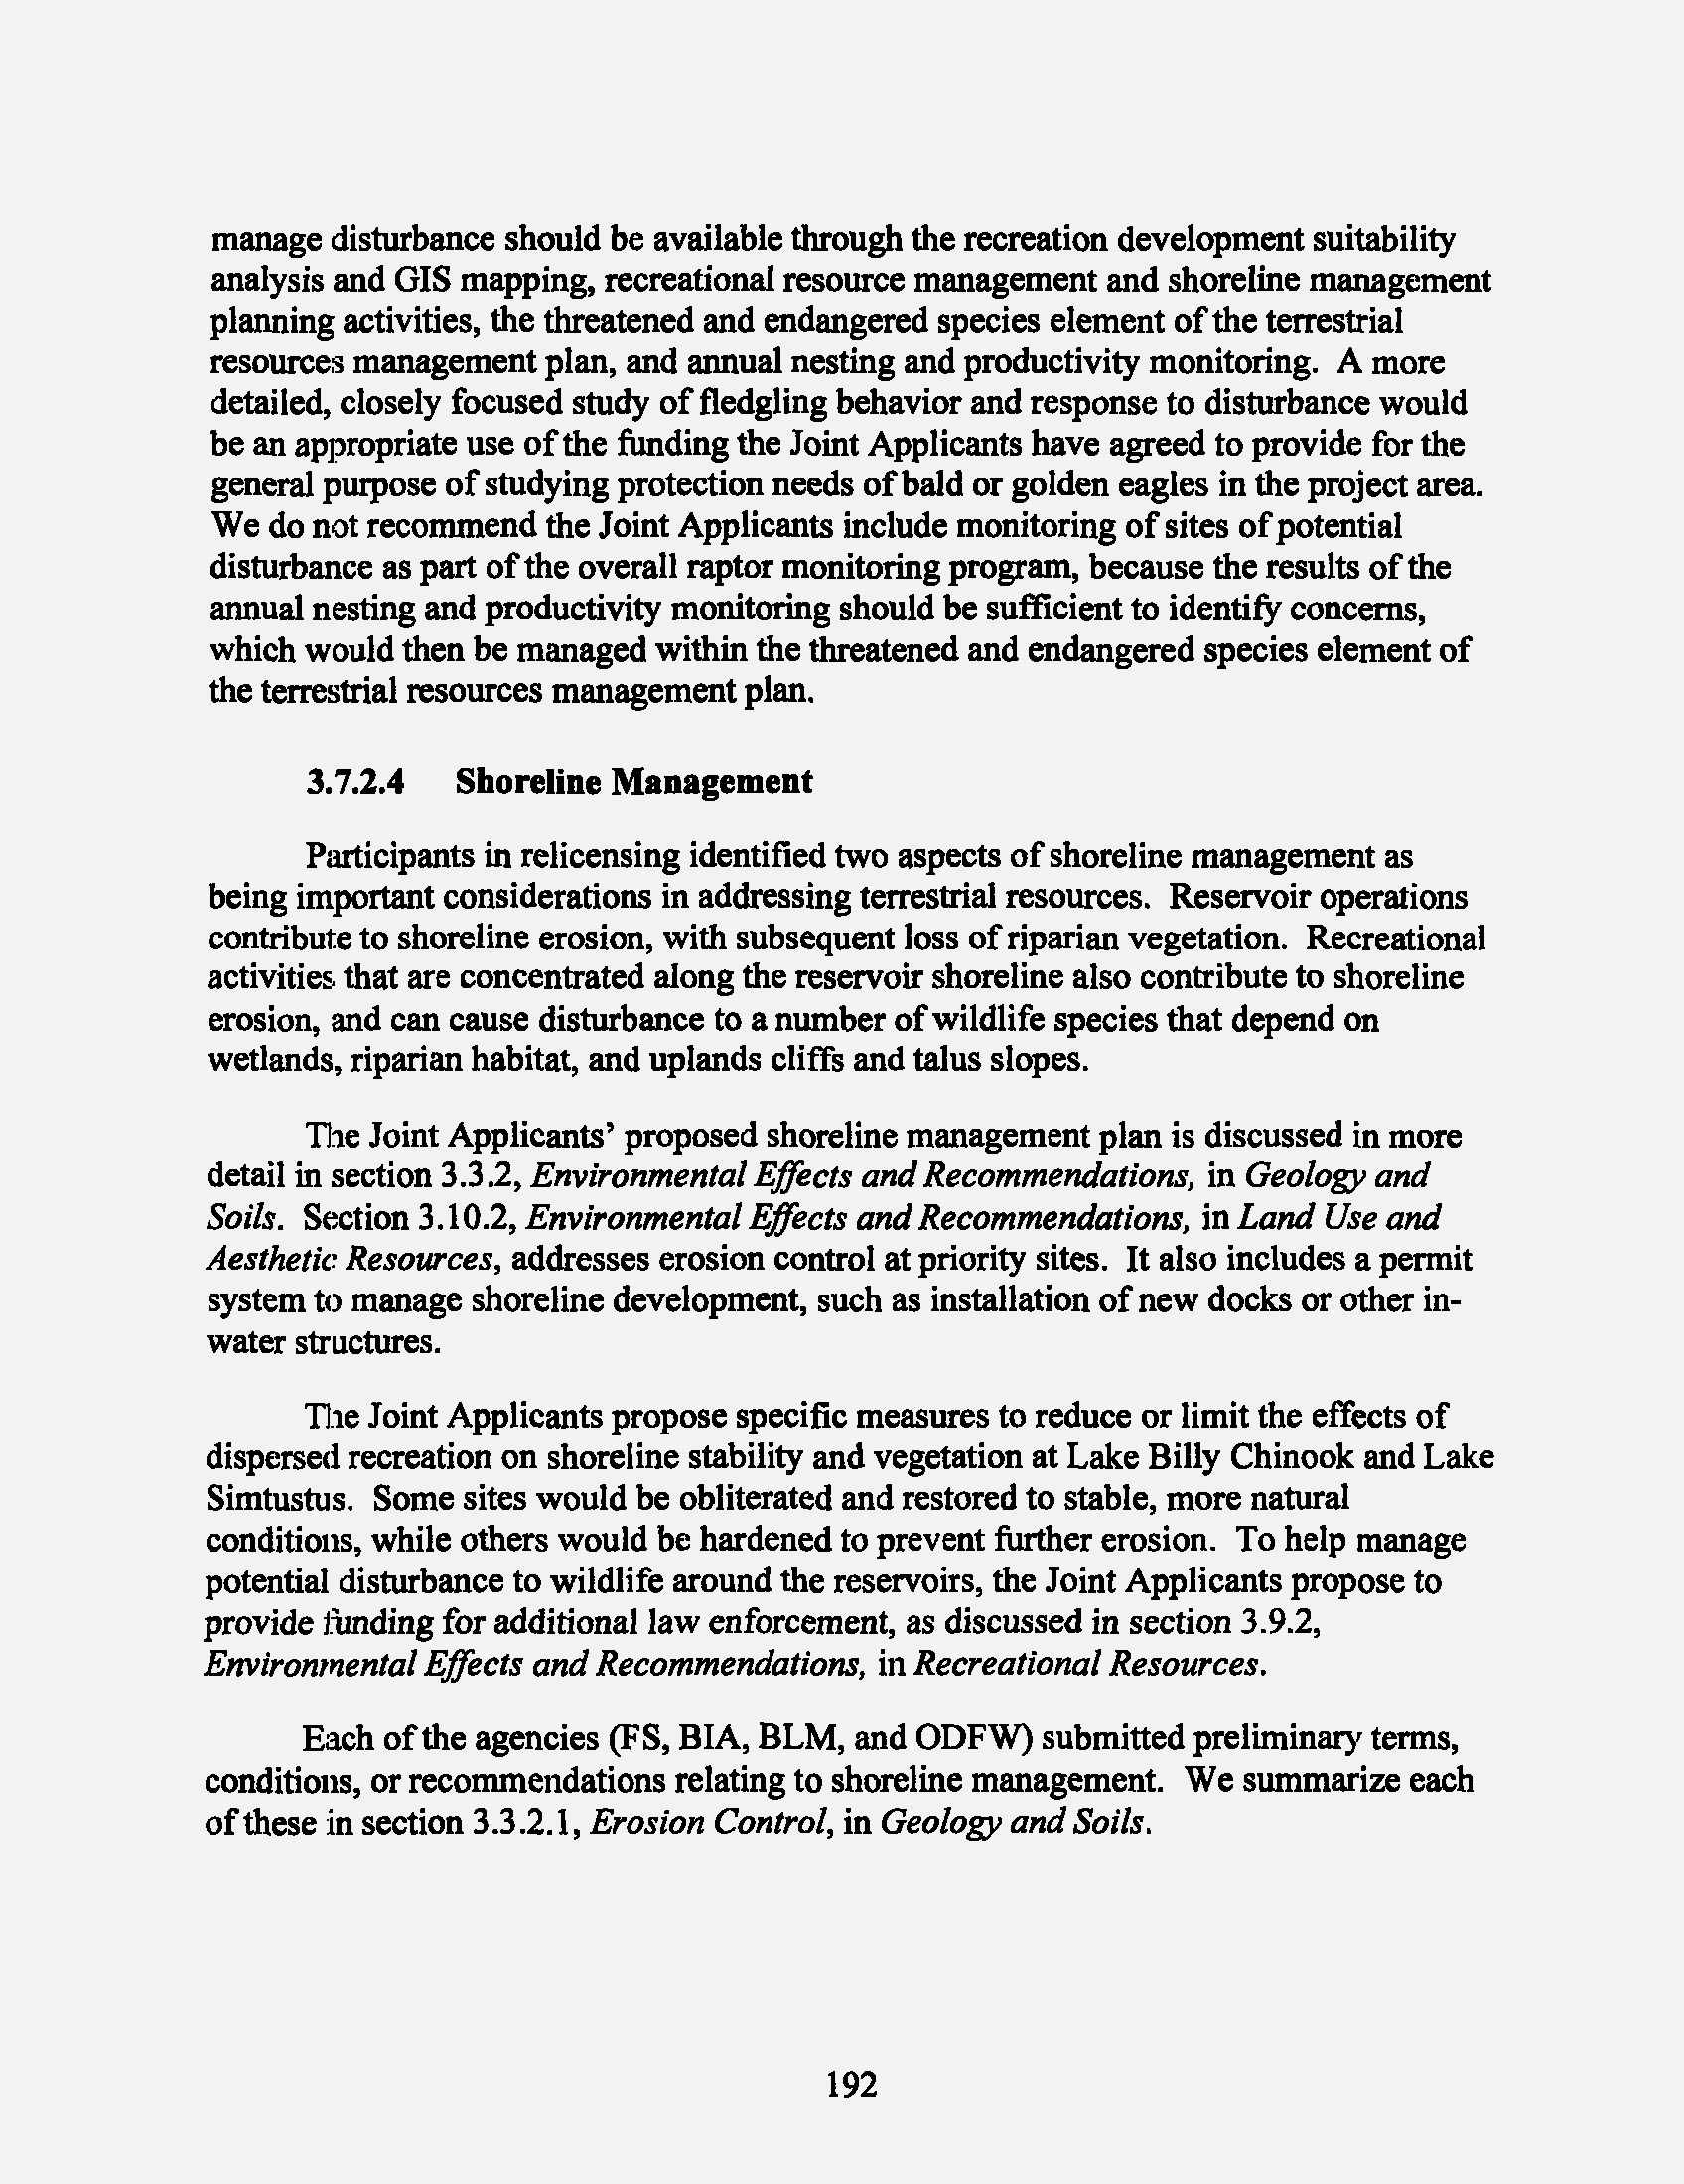 manage disturbance should be available through the recreation development suitability
analysis and GIS mapping, recreational resource management and shoreline management
planning activities, the threatened and endangered species element of the terrestrial
resources management plan, and annual nesting and productivity monitoring.  A more
detailed, closely focused study of fledgling behavior and response to disturbance would
be an appropriate use of the funding the Joint Applicants have agreed to provide for the
general purpose of studying protection needs of bald or golden eagles in the project area.
We do not recommend the Joint Applicants include monitoring of sites of potential
disturbance as part of the overall raptor monitoring program, because the results of the
annual nesting and productivity monitoring should be sufficient to identify concerns,
which would then be managed within the threatened and endangered species element of
the terrestrial resources management plan.
3.7.2.4 Shoreline Management
Participants in relicensing identified two aspects of shoreline management as
being important considerations in addressing terrestrial resources.  Reservoir operations
contribute to shoreline erosion, with subsequent loss of riparian vegetation.  Recreational
activities that are concentrated along the reservoir shoreline also contribute to shoreline
erosion, and can cause disturbance to a number of wildlife species that depend on
wetlands, riparian habitat, and uplands cliffs and talus slopes.
The Joint Applicants' proposed shoreline management plan is discussed in more
detail in section 3.3.2, Environmental Effects and Recommendations, in Geology and
Soils.  Section 3.10.2, Environmental Effects and Recommendations, in Land Use and
Aesthetic Resources, addresses erosion control at priority sites.  It also includes a permit
system to manage shoreline development, such as installation of new docks or other in-
water structures.
The Joint Applicants propose specific measures to reduce or limit the effects of
dispersed recreation on shoreline stability and vegetation at Lake Billy Chinook and Lake
Simtustus.  Some sites would be obliterated and restored to stable, more natural
conditions, while others would be hardened to prevent further erosion.  To help manage
potential disturbance to wildlife around the reservoirs, the Joint Applicants propose to
provide funding for additional law enforcement, as discussed in section 3.9.2,
Environmental Effects and Recommendations, in Recreational Resources.
Each of the agencies (FS, BIA, BLM, and ODFW) submitted preliminary terms,
conditions, or recommendations relating to shoreline management.  We summarize each
of these in section 3.3.2.1, Erosion Control, in Geology and Soils.
192